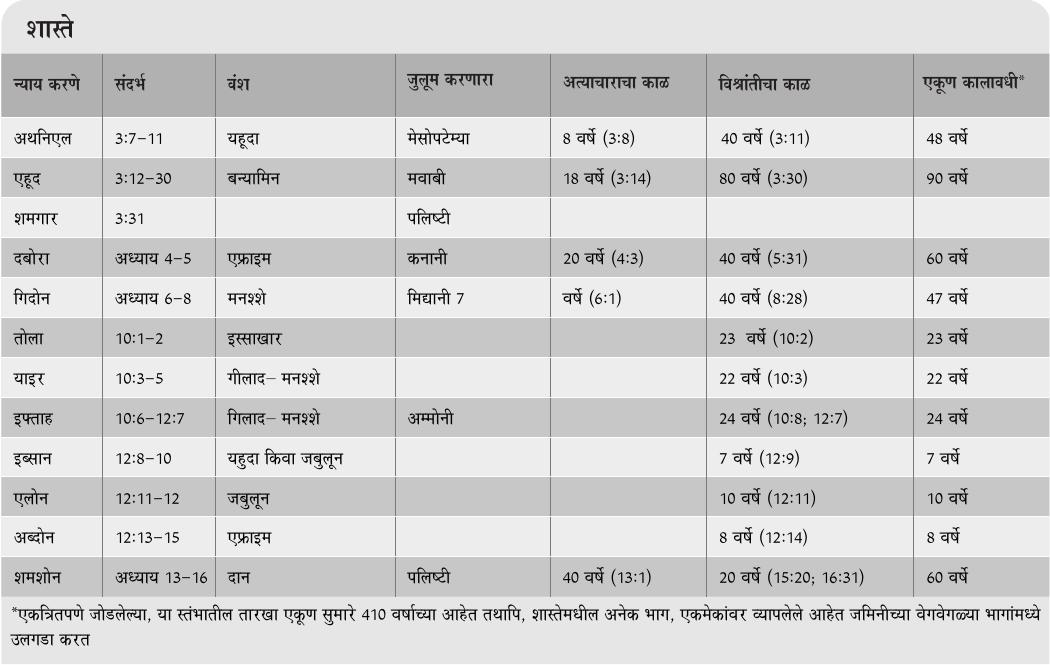 शास्ते
न्याय करणे संदर्भ वंश जुलूम करणारा अत्याचाराचा काळ विश्रांतीचा काळ एकूण कालावधी*
अथनिएल 3:7–11 यहूदा मेसोपटेम्या 8 वर्षे (3:8) 40 वर्षे (3:11) 48 वर्षे
एहूद 3:12–30 बन्यामिन मवाबी 18 वर्षे (3:14) 80 वर्षे (3:30) 90 वर्षे
शमगार 3:31 पलिष्टी
दबोरा अध्याय 4–5 एफ्राइम कनानी 20 वर्षे (4:3) 40 वर्षे (5:31) 60 वर्षे
गिदोन अध्याय 6–8 मनश्शे मिद्यानी 7 वर्षे (6:1) 40 वर्षे (8:28) 47 वर्षे
तोला 10:1–2 इस्साखार 23 वर्षे (10:2) 23 वर्षे
याइर 10:3–5 गीलाद– मनश्शे 22 वर्षे (10:3) 22 वर्षे
इफ्ताह 10:6–12:7 गिलाद– मनश्शे अम्मोनी 24 वर्षे (10:8; 12:7) 24 वर्षे
इब्सान 12:8–10 यहुदा किवा जबुलून 7 वर्षे (12:9) 7 वर्षे
एलोन 12:11–12 जबुलून 10 वर्षे (12:11) 10 वर्षे
अब्दोन 12:13–15 एफ्राइम 8 वर्षे (12:14) 8 वर्षे
शमशोन अध्याय 13–16 दान पलिष्टी 40 वर्षे (13:1) 20 वर्षे (15:20; 16:31) 60 वर्षे
*एकत्रितपणे जोडलेल्या, या स्तंभातील तारखा एकूण सुमारे 410 वर्षाच्या आहेत तथापि, शास्तेमधील अनेक भाग, एकमेकांवर व्यापलेले आहेत जमिनीच्या वेगवेगळ्या भागांमध्ये
उलगडा करत